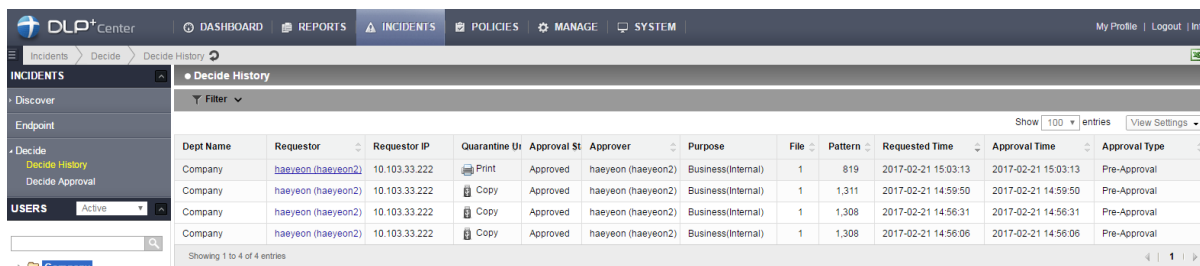 DLP+Center DASHBOARD REPORTS INCIDENTS POLICIES MANAGE SYSTEM My Profile | Logout |
Incidents Decide Decide History
INCIDENTS
Discover
Endpoint
Decide
Decide History
Decide Approval
USERS Active
Decide History
Filter
Show 100 entries View Settings
Dept Name Requestor Requestor IP Quarantine Approval Approver Purpose File Pattern Requested Time Approval Time Approval Type
Company haeyeon (haeyeon2) 10.103.33.222 Print Approved haeyeon (haeyeon2) Business(Internal) 1 819 2017-02-21 15:03:13 2017-02-21 15:03:13 Pre-Approval
Company haeyeon (haeyeon2) 10.103.33.222 Copy Approved haeyeon (haeyeon2) Business(Internal) 1 1,311 2017-02-21 14:59:50 2017-02-21 14:59:50 Pre-Approval
Company haeyeon (haeyeon2) 10.103.33.222 Copy Approved haeyeon (haeyeon2) Business(Internal) 1 1,308 2017-02-21 14:56:31 2017-02-21 14:56:31 Pre-Approval
Company haeyeon (haeyeon2) 10.103.33.222 Copy Approved haeyeon (haeyeon2) Business(Internal) 1 1,308 2017-02-21 14:56:06 2017-02-21 14:56:06 Pre-Approval
Showing 1 to 4 of 4 entries 1